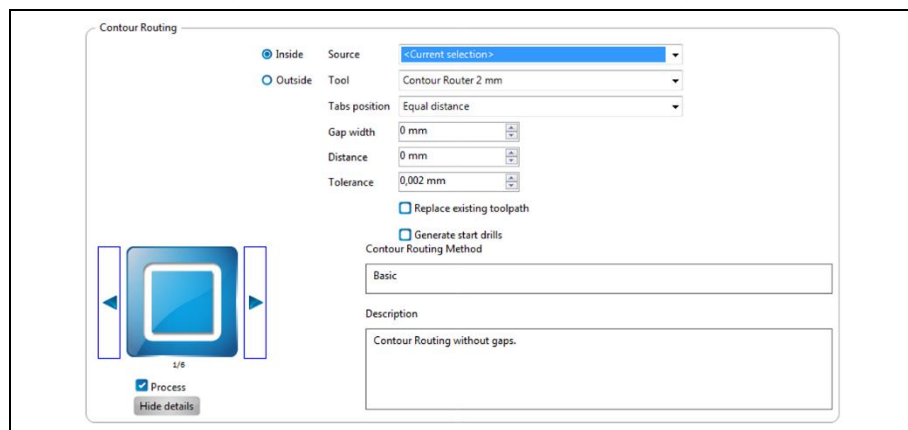 Contour Routing
Inside Source <Current selection>
Outside Tool Contour Router 2 mm
Tabs position Equal distance
Gap width 0 mm
Distance 0 mm
Tolerance 0,002 mm
Replace existing toolpath
Generate start drills
Contour Routing Method
Basic
Description
Contour Routing without gaps.
1/6
Process
Hide details